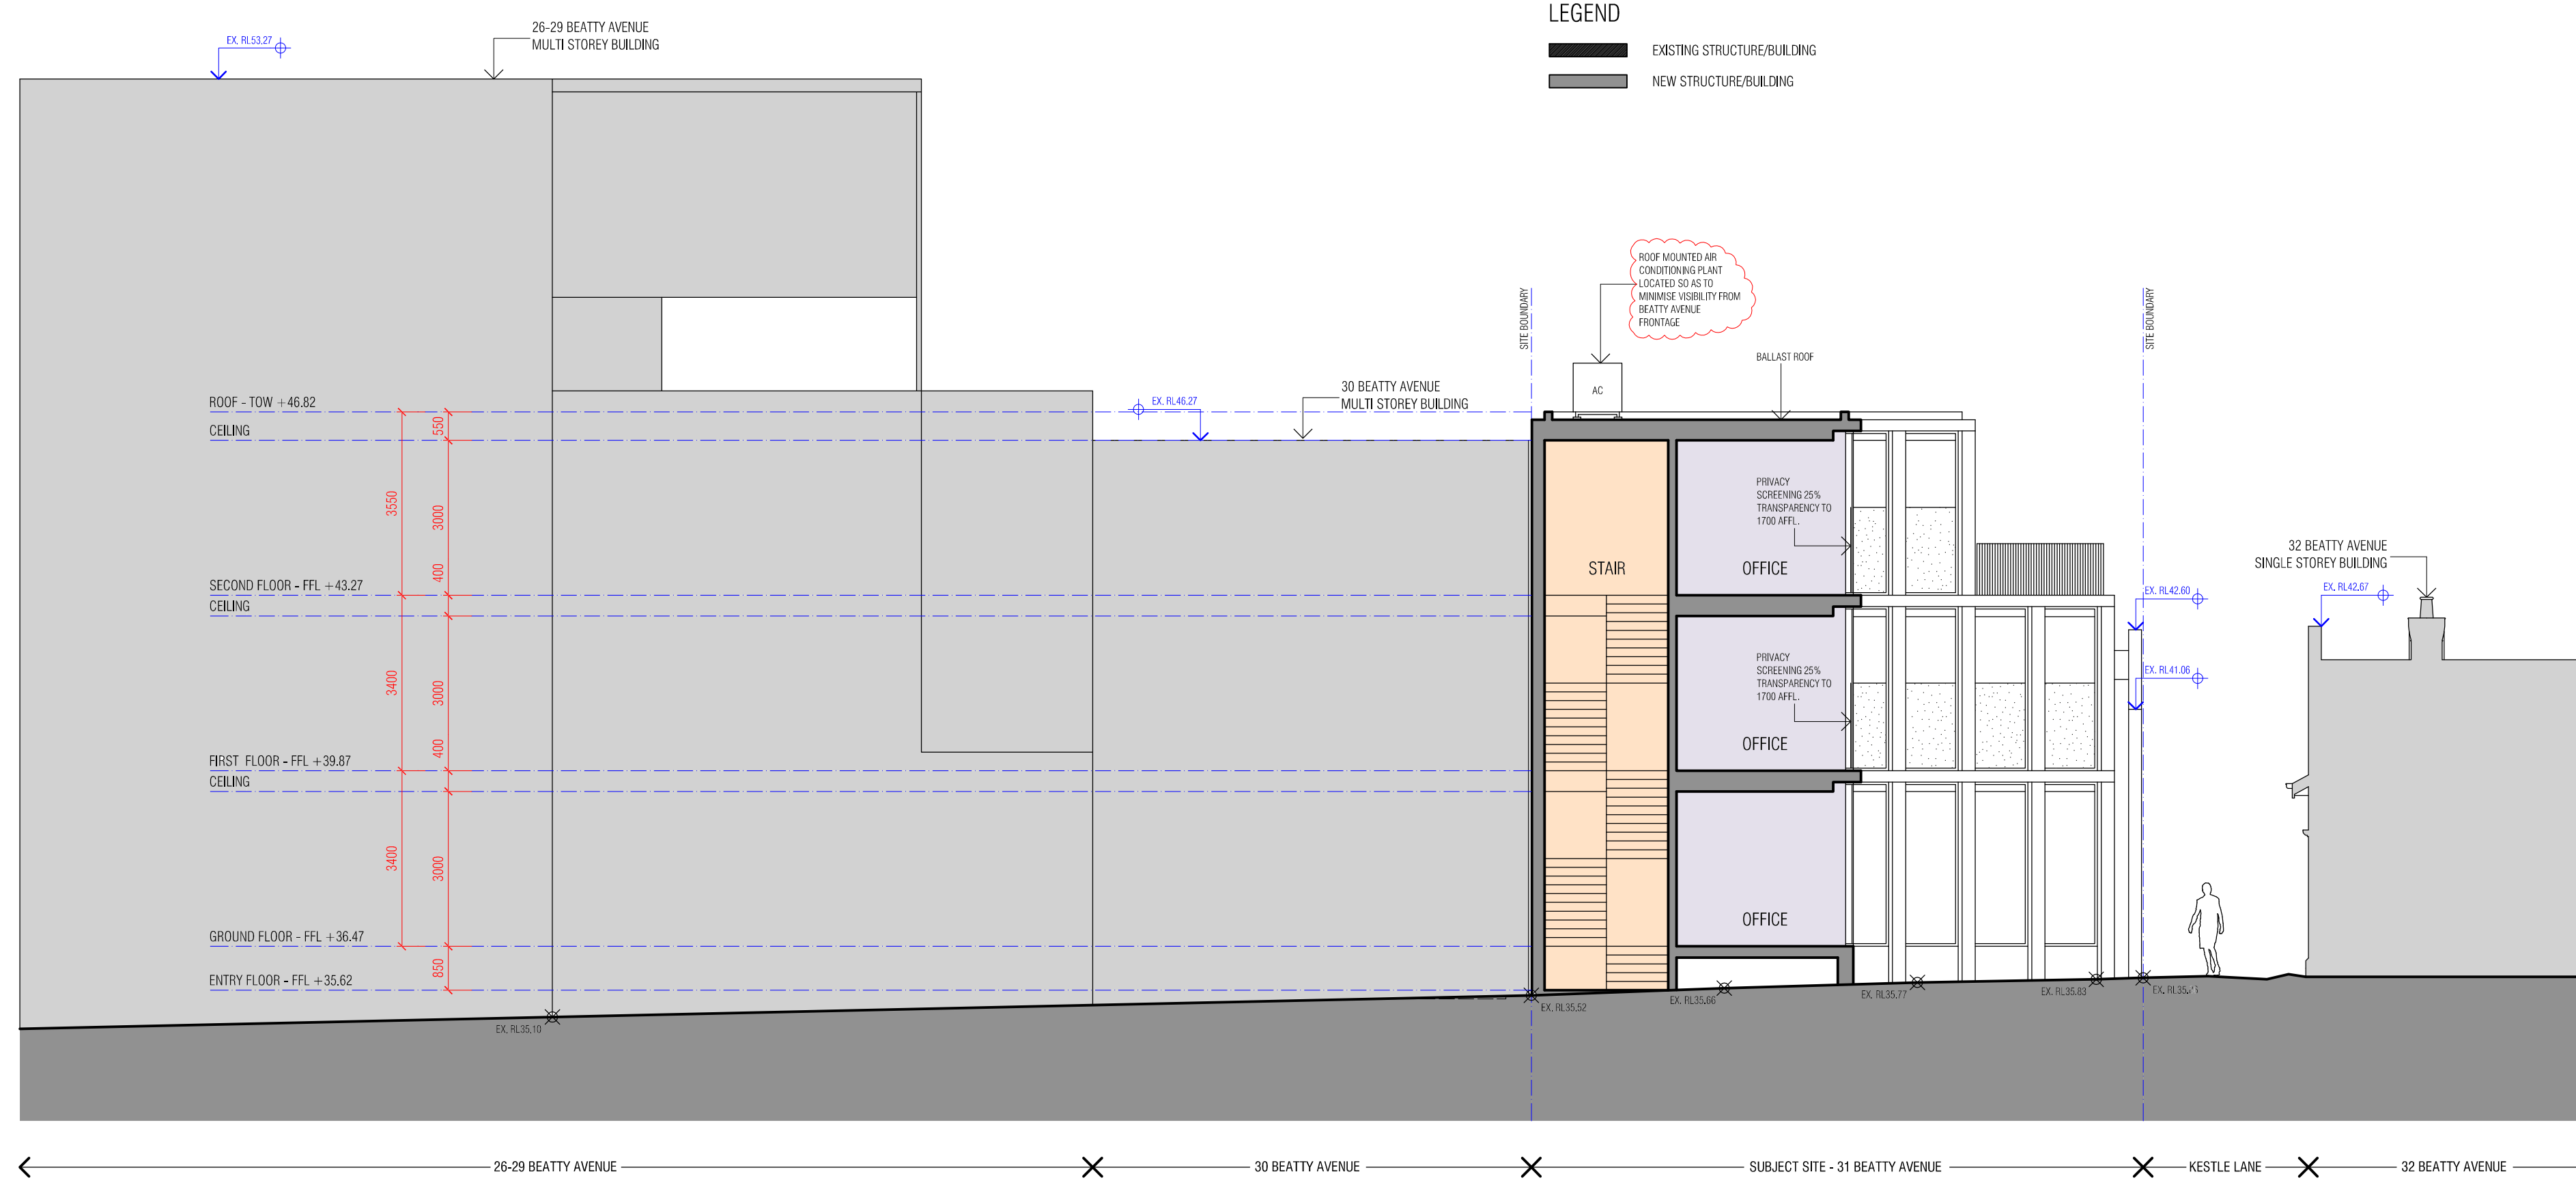 LEGEND
EXISTING STRUCTURE/BUILDING
NEW STRUCTURE/BUILDING
EX. RL53.27
26-29 BEATTY AVENUE
MULTI STOREY BUILDING
ROOF MOUNTED AIR
CONDITIONING PLANT
LOCATED SO AS TO
MINIMISE VISIBILITY FROM
BEATTY AVENUE
FRONTAGE
SITE BOUNDARY
SITE BOUNDARY
BALLAST ROOF
AC
30 BEATTY AVENUE
MULTI STOREY BUILDING
EX. RL46.27
ROOF - TOW +46.82
CEILING
550
3550
3000
400
SECOND FLOOR - FFL +43.27
CEILING
3400
3000
400
FIRST FLOOR - FFL +39.87
CEILING
3400
3000
GROUND FLOOR - FFL +36.47
850
ENTRY FLOOR - FFL +35.62
PRIVACY
SCREENING 25%
TRANSPARENCY TO
1700 AFFL.
STAIR
OFFICE
PRIVACY
SCREENING 25%
TRANSPARENCY TO
1700 AFFL.
OFFICE
OFFICE
32 BEATTY AVENUE
SINGLE STOREY BUILDING
EX. RL42.60
EX. RL42.67
EX. RL41.06
EX. RL35.10
EX. RL35.52
EX. RL35.66
EX. RL35.77
EX. RL35.83
EX.
26-29 BEATTY AVENUE
30 BEATTY AVENUE
SUBJECT SITE - 31 BEATTY AVENUE
KESTLE LANE
32 BEATTY AVENUE